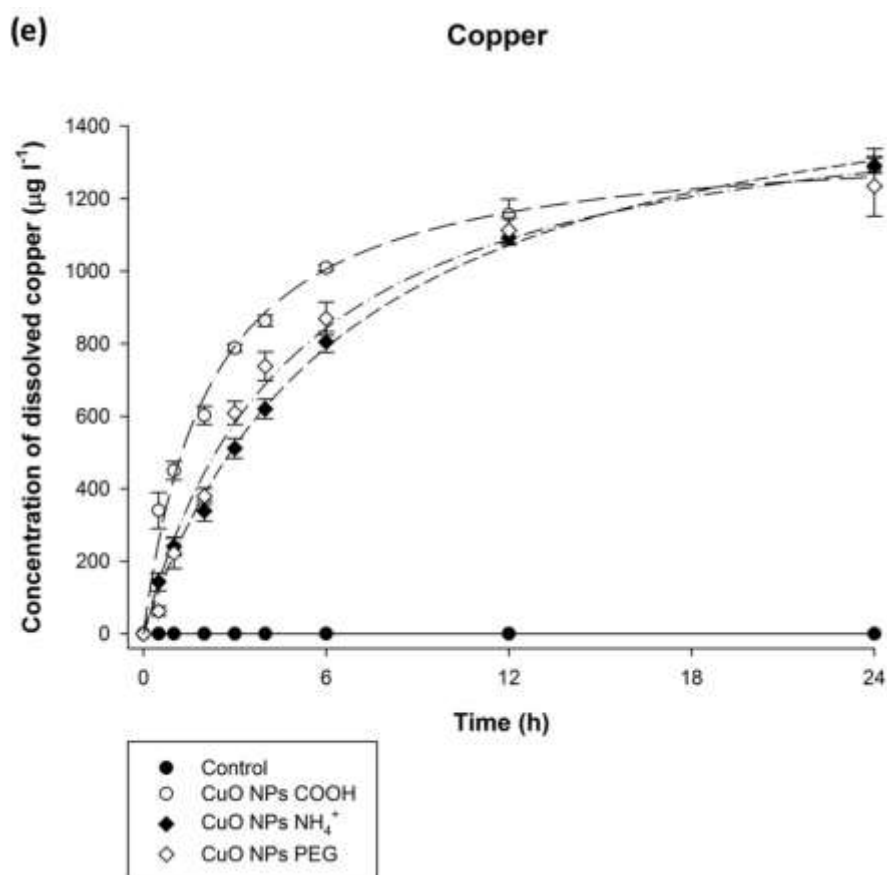 (e)
Copper
Concentration of dissolved copper (µg l⁻¹)
1400
1200
1000
800
600
400
200
0
0 6 12 18 24
Time (h)
Control
CuO NPs COOH
CuO NPs NH₄⁺
CuO NPs PEG